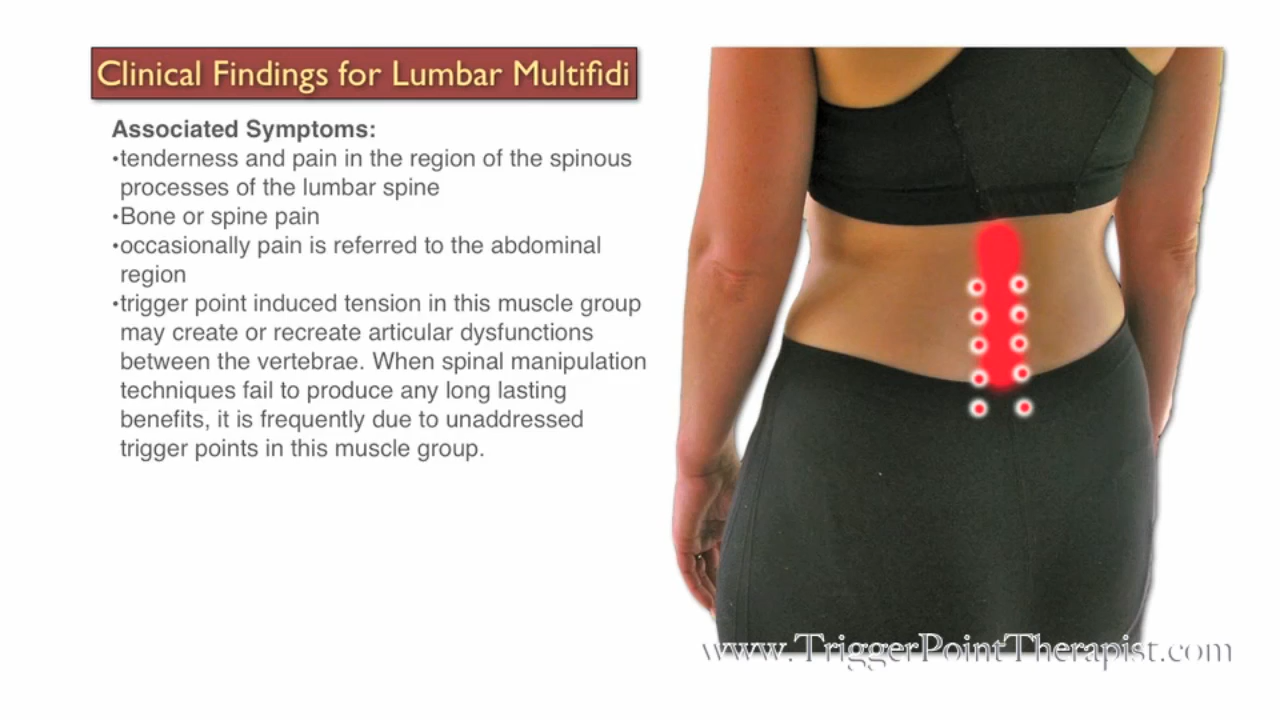 Clinical Findings for Lumbar Multifidi
Associated Symptoms:
•tenderness and pain in the region of the spinous
processes of the lumbar spine
•Bone or spine pain
•occasionally pain is referred to the abdominal
region
•trigger point induced tension in this muscle group
may create or recreate articular dysfunctions
between the vertebrae. When spinal manipulation
techniques fail to produce any long lasting
benefits, it is frequently due to unaddressed
trigger points in this muscle group.
www.TriggerPointTherapist.com